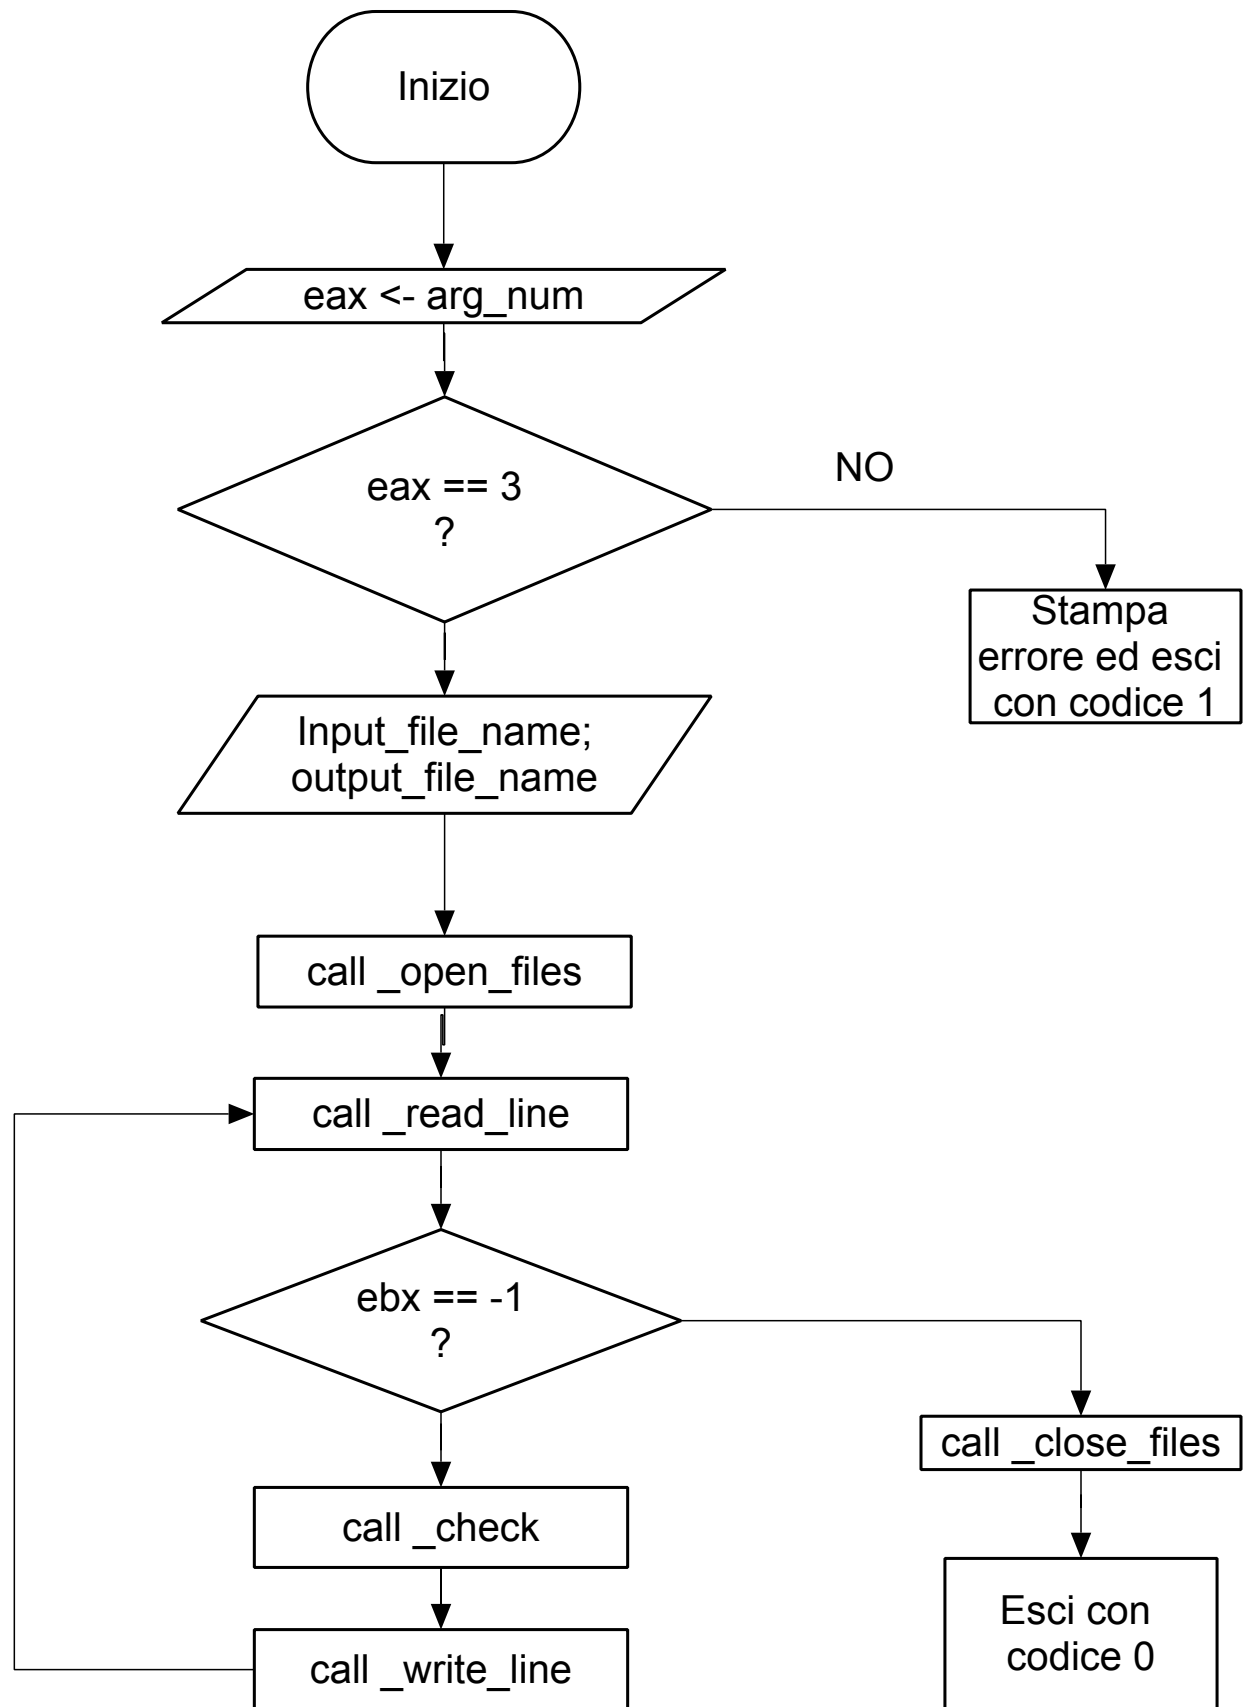 Inizio
eax <- arg_num
eax == 3
?
NO
Stampa
errore ed esci
con codice 1
Input_file_name;
output_file_name
call _open_files
call _read_line
ebx == -1
?
call _close_files
call _check
Esci con
codice 0
call _write_line